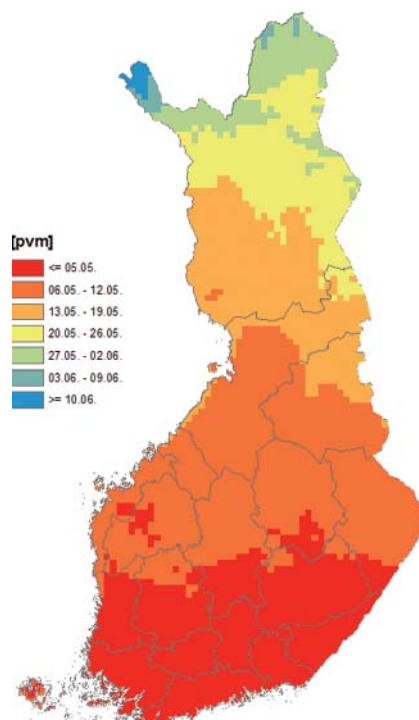 [pvm]
<= 05.05.
06.05. - 12.05.
13.05. - 19.05.
20.05. - 26.05.
27.05. - 02.06.
03.06. - 09.06.
>= 10.06.